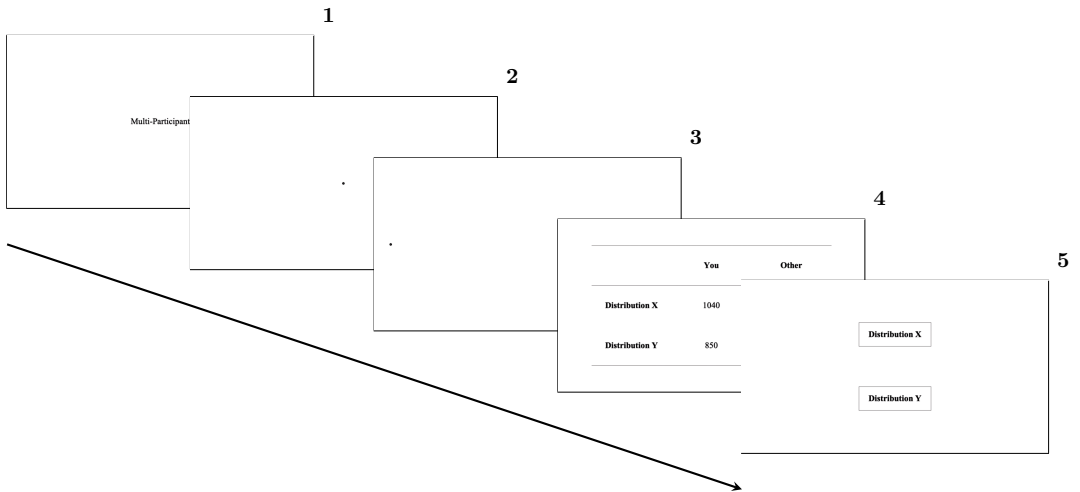 1
Multi-Participant
2
3
4
You Other
Distribution X 1040
Distribution Y 850
5
Distribution X
Distribution Y